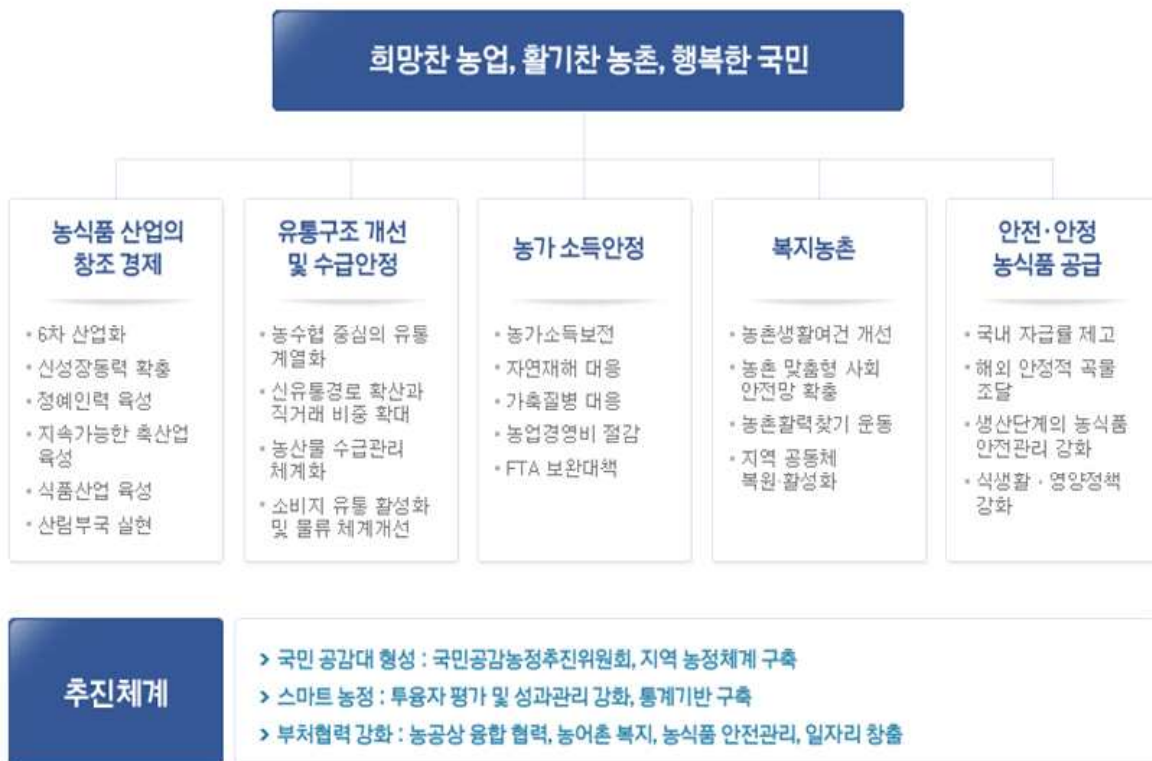 희망찬 농업, 활기찬 농촌, 행복한 국민
농식품 산업의
창조 경제
• 6차 산업화
• 신성장동력 확충
• 정예인력 육성
• 지속가능한 축산업
육성
• 식품산업 육성
• 산림부국 실현
유통구조 개선
및 수급안정
• 농수협 중심의 유통
계열화
• 신유통경로 확산과
직거래 비중 확대
• 농산물 수급관리
체계화
• 소비지 유통 활성화
및 물류 체계개선
농가 소득안정
• 농가소득보전
• 자연재해 대응
• 가축질병 대응
• 농업경영비 절감
• FTA 보완대책
복지농촌
• 농촌생활여건 개선
• 농촌 맞춤형 사회
안전망 확충
• 농촌활력찾기 운동
• 지역 공동체
복원·활성화
안전·안정
농식품 공급
• 국내 자급률 제고
• 해외 안정적 곡물
조달
• 생산단계의 농식품
안전관리 강화
• 식생활 · 영양정책
강화
추진체계
> 국민 공감대 형성 : 국민공감농정추진위원회, 지역 농정체계 구축
> 스마트 농정 : 투융자 평가 및 성과관리 강화, 통계기반 구축
> 부처협력 강화 : 농공상 융합 협력, 농어촌 복지, 농식품 안전관리, 일자리 창출